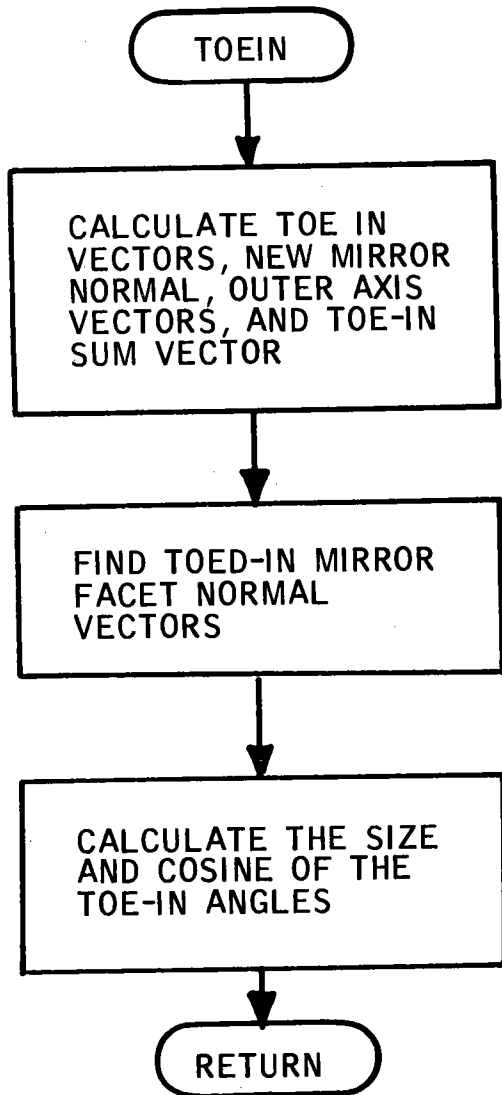 TOEIN
CALCULATE TOE IN
VECTORS, NEW MIRROR
NORMAL, OUTER AXIS
VECTORS, AND TOE-IN
SUM VECTOR
FIND TOED-IN MIRROR
FACET NORMAL
VECTORS
CALCULATE THE SIZE
AND COSINE OF THE
TOE-IN ANGLES
RETURN